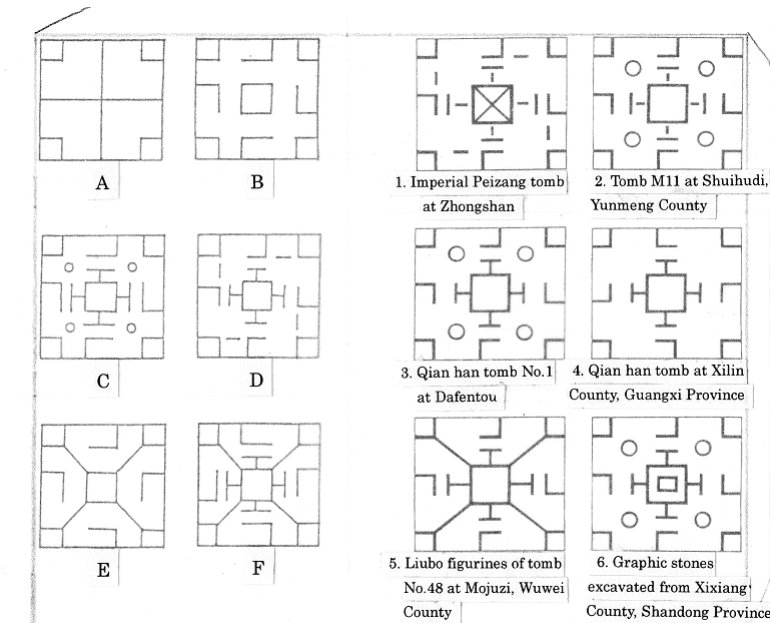 A
B
1. Imperial Peizang tomb
at Zhongshan
2. Tomb M11 at Shuihudi,
Yunmeng County
C
D
3. Qian han tomb No.1
at Dafentou
4. Qian han tomb at Xilin
County, Guangxi Province
E
F
5. Liubo figurines of tomb
No.48 at Mojuzi, Wuwei
County
6. Graphic stones
excavated from Xixiang
County, Shandong Province